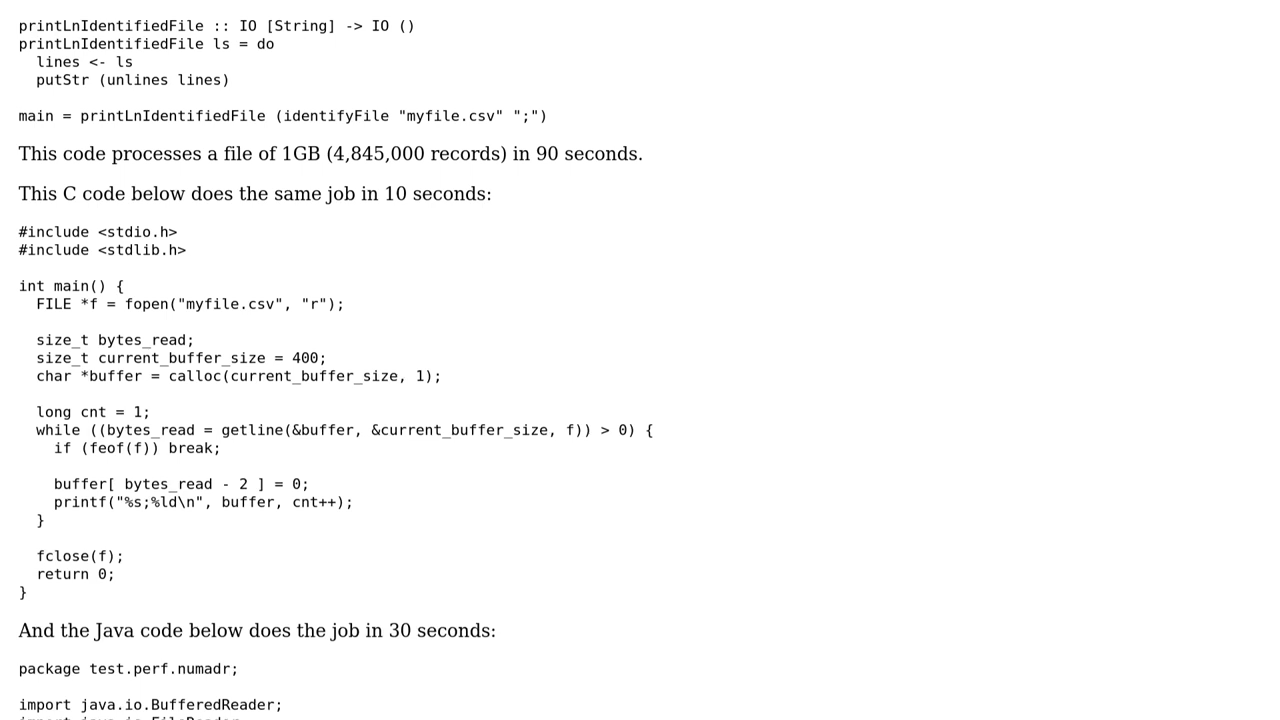 printLnIdentifiedFile :: IO [String] -> IO ()
printLnIdentifiedFile ls = do
  lines <- ls
  putStr (unlines lines)

main = printLnIdentifiedFile (identifyFile "myfile.csv" ";")
This code processes a file of 1GB (4,845,000 records) in 90 seconds.
This C code below does the same job in 10 seconds:
#include <stdio.h>
#include <stdlib.h>

int main() {
  FILE *f = fopen("myfile.csv", "r");

  size_t bytes_read;
  size_t current_buffer_size = 400;
  char *buffer = calloc(current_buffer_size, 1);

  long cnt = 1;
  while ((bytes_read = getline(&buffer, &current_buffer_size, f)) > 0) {
    if (feof(f)) break;

    buffer[ bytes_read - 2 ] = 0;
    printf("%s;%ld\n", buffer, cnt++);
  }

  fclose(f);
  return 0;
}
And the Java code below does the job in 30 seconds:
package test.perf.numadr;

import java.io.BufferedReader;